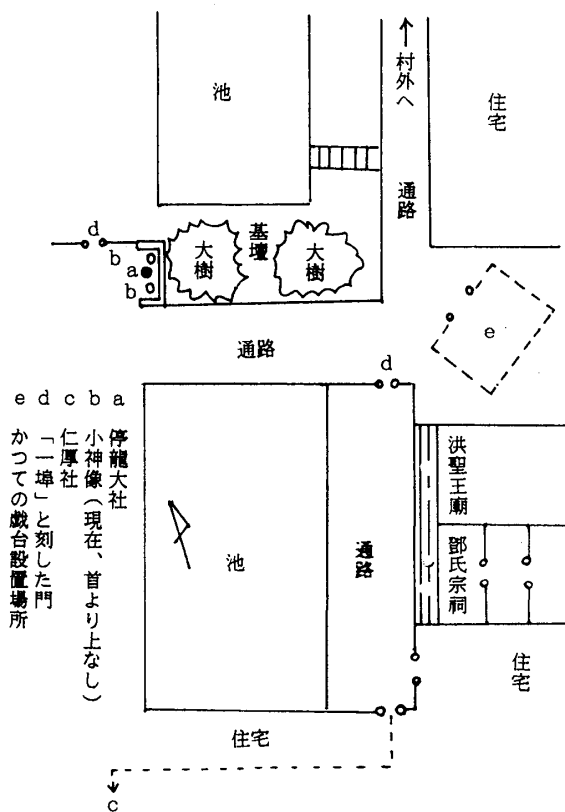 池
↑村外へ
通路
住宅
d
b
a
b
大樹
基壇
大樹
通路
d
e
a 停龍大社
b 小神像(現在、首より上なし)
c 仁厚社
d 「一埠」と刻した門
e かつての戯台設置場所
池
通路
洪聖王廟
鄧氏宗祠
住宅
住宅
c